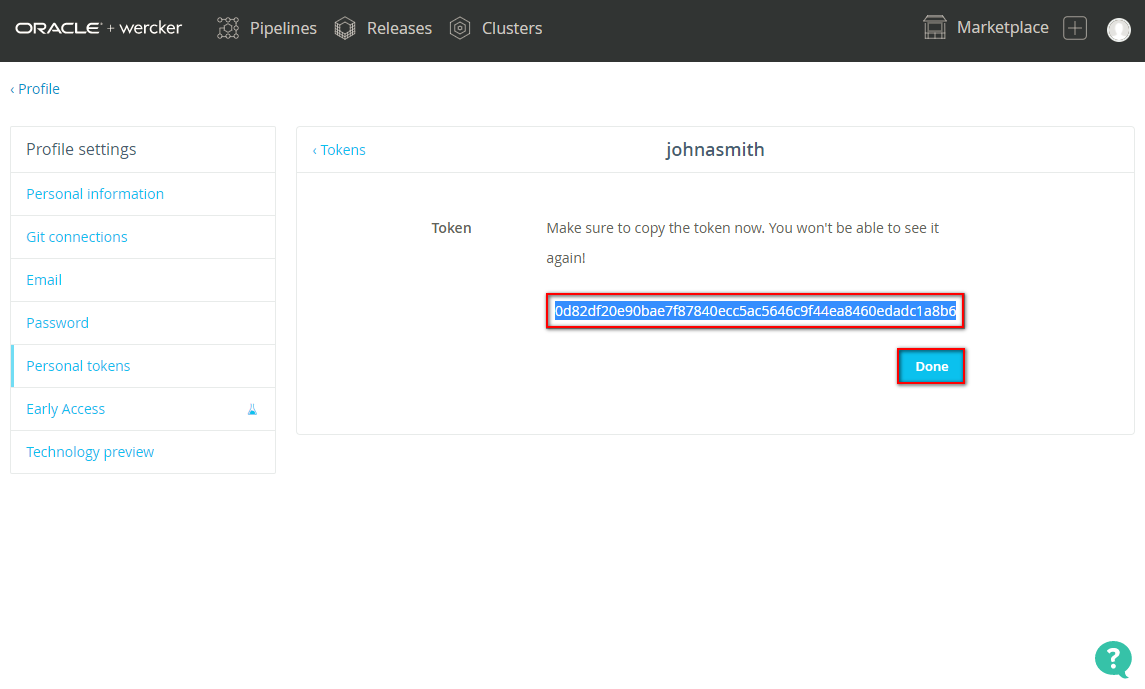 ORACLE + wercker Pipelines Releases Clusters Marketplace
‹ Profile
Profile settings
Personal information
Git connections
Email
Password
Personal tokens
Early Access
Technology preview
‹ Tokens
johnasmith
Token
Make sure to copy the token now. You won't be able to see it
again!
0d82df20e90bae7f87840ecc5ac5646c9f44ea8460edadc1a8b6
Done
?